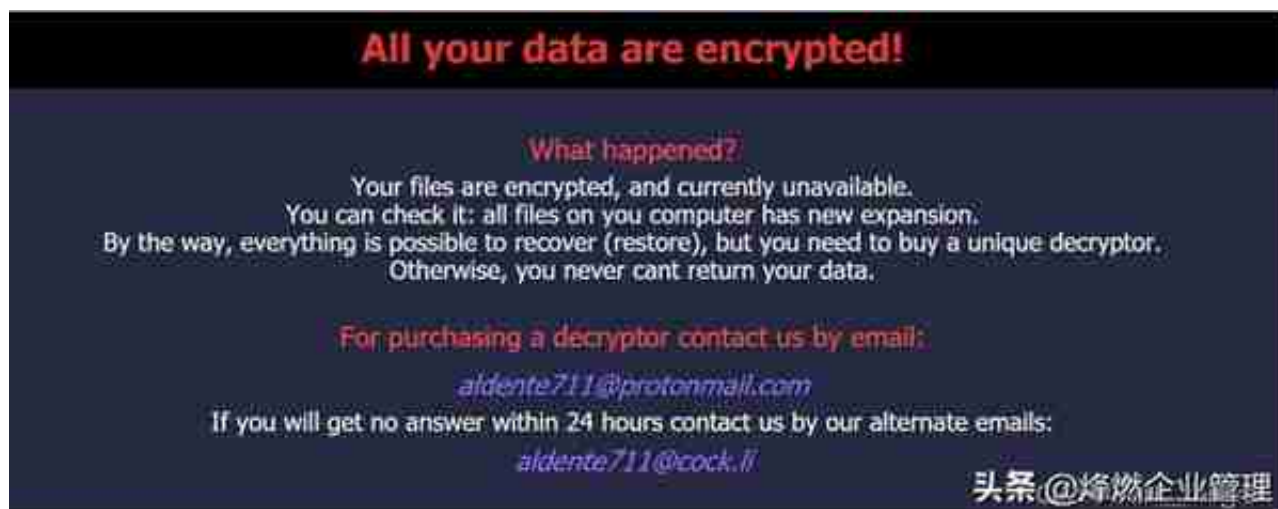 All your data are encrypted!
What happened?
Your files are encrypted, and currently unavailable.
You can check it: all files on you computer has new expansion.
By the way, everything is possible to recover (restore), but you need to buy a unique decryptor.
Otherwise, you never cant return your data.
For purchasing a decryptor contact us by email:
aldente711@protonmail.com
If you will get no answer within 24 hours contact us by our alternate emails:
aldente711@cock.li
头条@烽燃企业管理